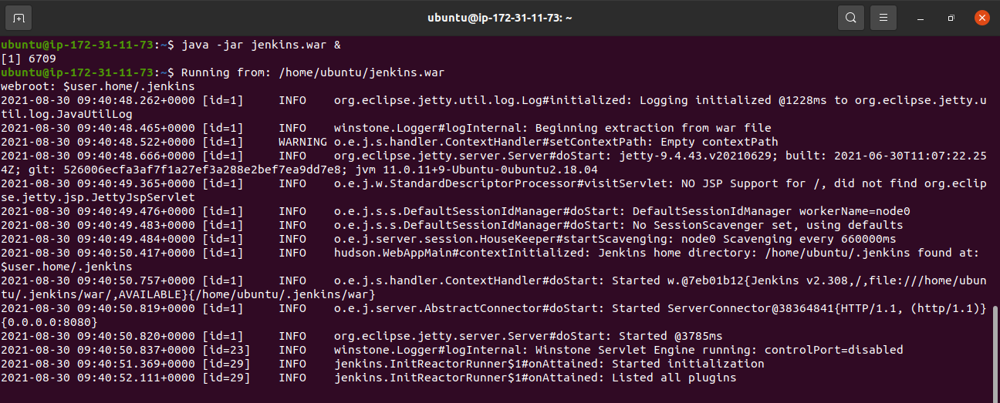 ubuntu@ip-172-31-11-73: ~
ubuntu@ip-172-31-11-73:~$ java -jar jenkins.war &
[1] 6709
ubuntu@ip-172-31-11-73:~$ Running from: /home/ubuntu/jenkins.war
webroot: $user.home/.jenkins
2021-08-30 09:40:48.262+0000 [id=1]     INFO    org.eclipse.jetty.util.log.Log#initialized: Logging initialized @1228ms to org.eclipse.jetty.u
til.log.JavaUtilLog
2021-08-30 09:40:48.465+0000 [id=1]     INFO    winstone.Logger#logInternal: Beginning extraction from war file
2021-08-30 09:40:48.522+0000 [id=1]     WARNING o.e.j.s.handler.ContextHandler#setContextPath: Empty contextPath
2021-08-30 09:40:48.666+0000 [id=1]     INFO    org.eclipse.jetty.server.Server#doStart: jetty-9.4.43.v20210629; built: 2021-06-30T11:07:22.25
4Z; git: 526006ecfa3af7f1a27ef3a288e2bef7ea9dd7e8; jvm 11.0.11+9-Ubuntu-0ubuntu2.18.04
2021-08-30 09:40:49.365+0000 [id=1]     INFO    o.e.j.w.StandardDescriptorProcessor#visitServlet: NO JSP Support for /, did not find org.eclip
se.jetty.jsp.JettyJspServlet
2021-08-30 09:40:49.476+0000 [id=1]     INFO    o.e.j.s.s.DefaultSessionIdManager#doStart: DefaultSessionIdManager workerName=node0
2021-08-30 09:40:49.483+0000 [id=1]     INFO    o.e.j.s.s.DefaultSessionIdManager#doStart: No SessionScavenger set, using defaults
2021-08-30 09:40:49.484+0000 [id=1]     INFO    o.e.j.server.session.HouseKeeper#startScavenging: node0 Scavenging every 660000ms
2021-08-30 09:40:50.417+0000 [id=1]     INFO    hudson.WebAppMain#contextInitialized: Jenkins home directory: /home/ubuntu/.jenkins found at: 
$user.home/.jenkins
2021-08-30 09:40:50.757+0000 [id=1]     INFO    o.e.j.s.handler.ContextHandler#doStart: Started w.@7eb01b12{Jenkins v2.308,/,file:///home/ubun
tu/.jenkins/war/,AVAILABLE}{/home/ubuntu/.jenkins/war}
2021-08-30 09:40:50.819+0000 [id=1]     INFO    o.e.j.server.AbstractConnector#doStart: Started ServerConnector@38364841{HTTP/1.1, (http/1.1)}
{0.0.0.0:8080}
2021-08-30 09:40:50.820+0000 [id=1]     INFO    org.eclipse.jetty.server.Server#doStart: Started @3785ms
2021-08-30 09:40:50.837+0000 [id=23]    INFO    winstone.Logger#logInternal: Winstone Servlet Engine running: controlPort=disabled
2021-08-30 09:40:51.369+0000 [id=29]    INFO    jenkins.InitReactorRunner$1#onAttained: Started initialization
2021-08-30 09:40:52.111+0000 [id=29]    INFO    jenkins.InitReactorRunner$1#onAttained: Listed all plugins